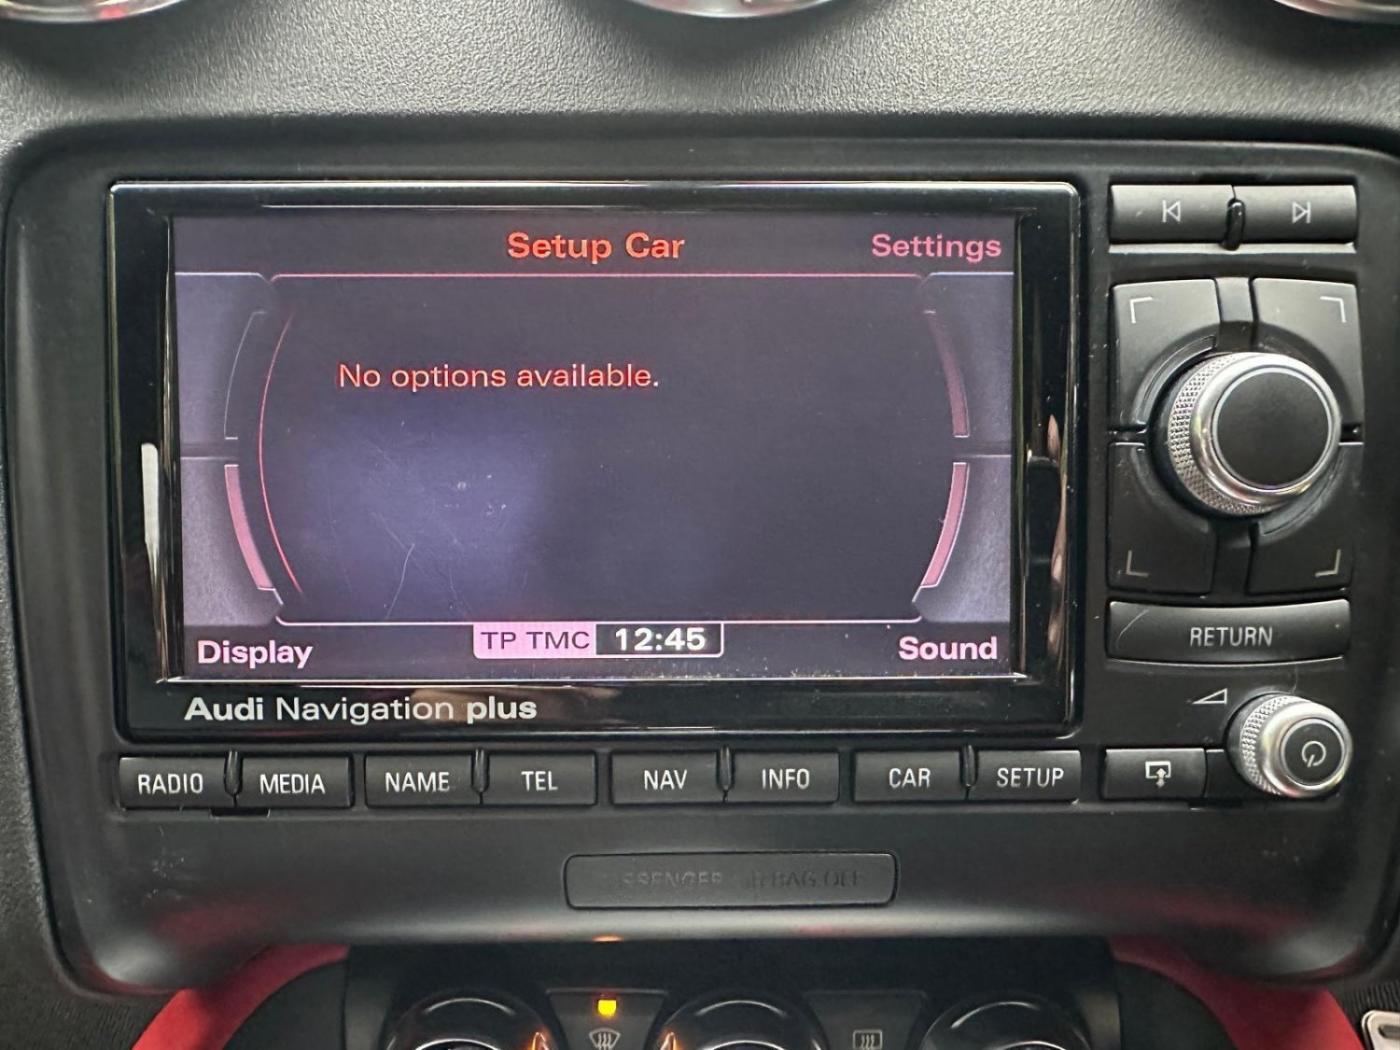 Setup Car
Settings
No options available.
Display
TP TMC 12:45
Sound
Audi Navigation plus
RETURN
RADIO
MEDIA
NAME
TEL
NAV
INFO
CAR
SETUP